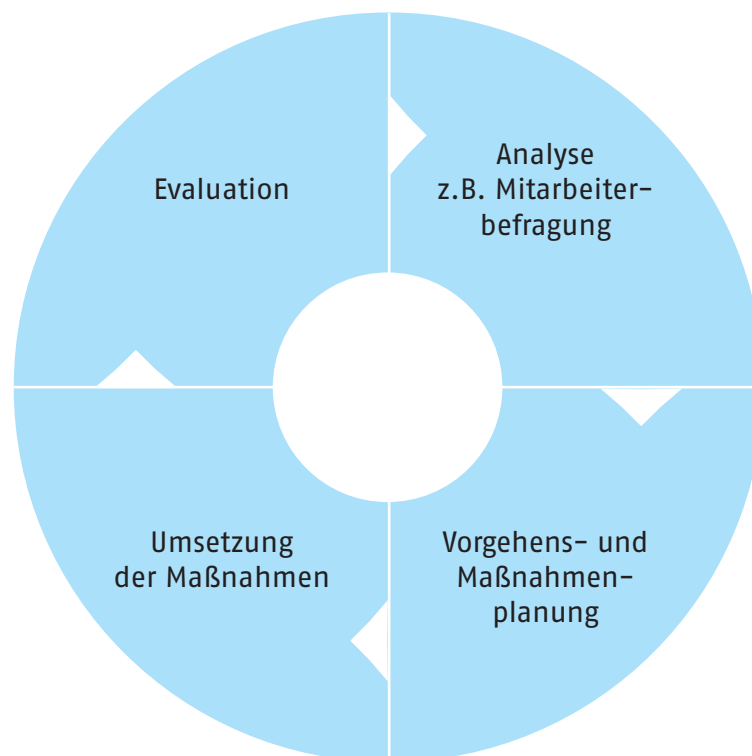 Evaluation
Analyse
z.B. Mitarbeiter-
befragung
Umsetzung
der Maßnahmen
Vorgehens- und
Maßnahmen-
planung